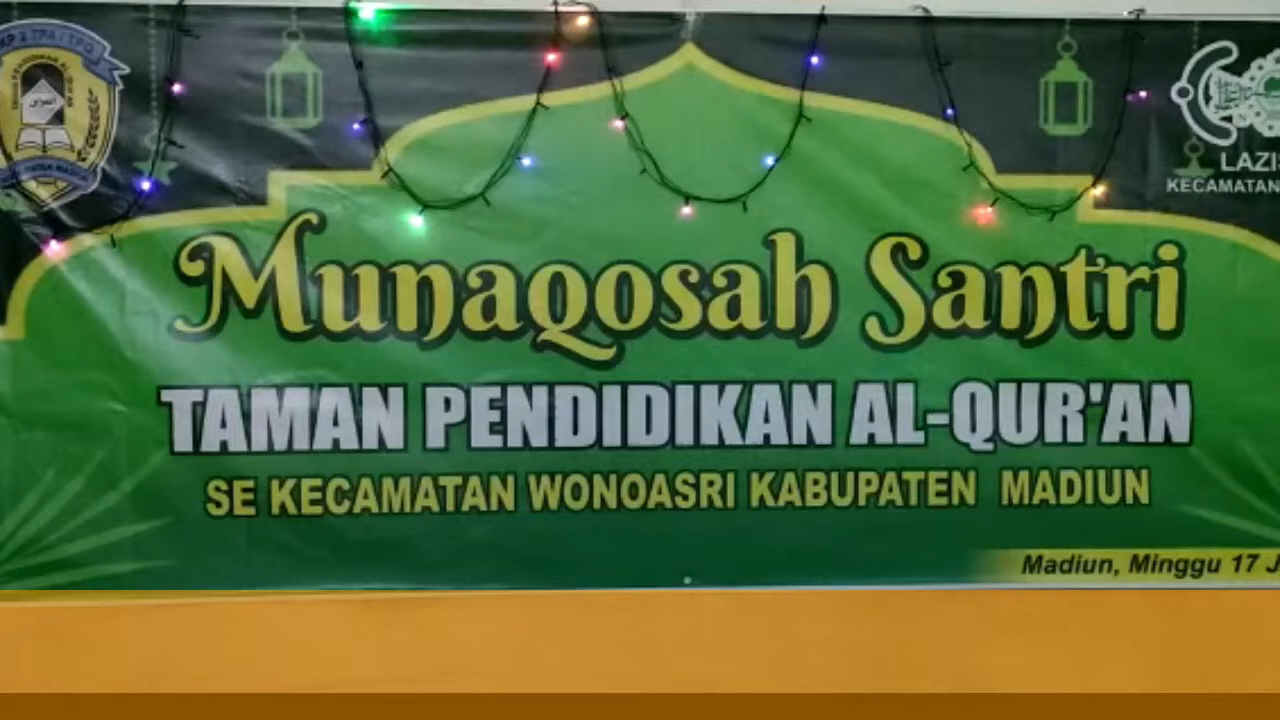 LAZIS
KECAMATAN
Munaqosah Santri
TAMAN PENDIDIKAN AL-QUR'AN
SE KECAMATAN WONOASRI KABUPATEN MADIUN
Madiun, Minggu 17 J